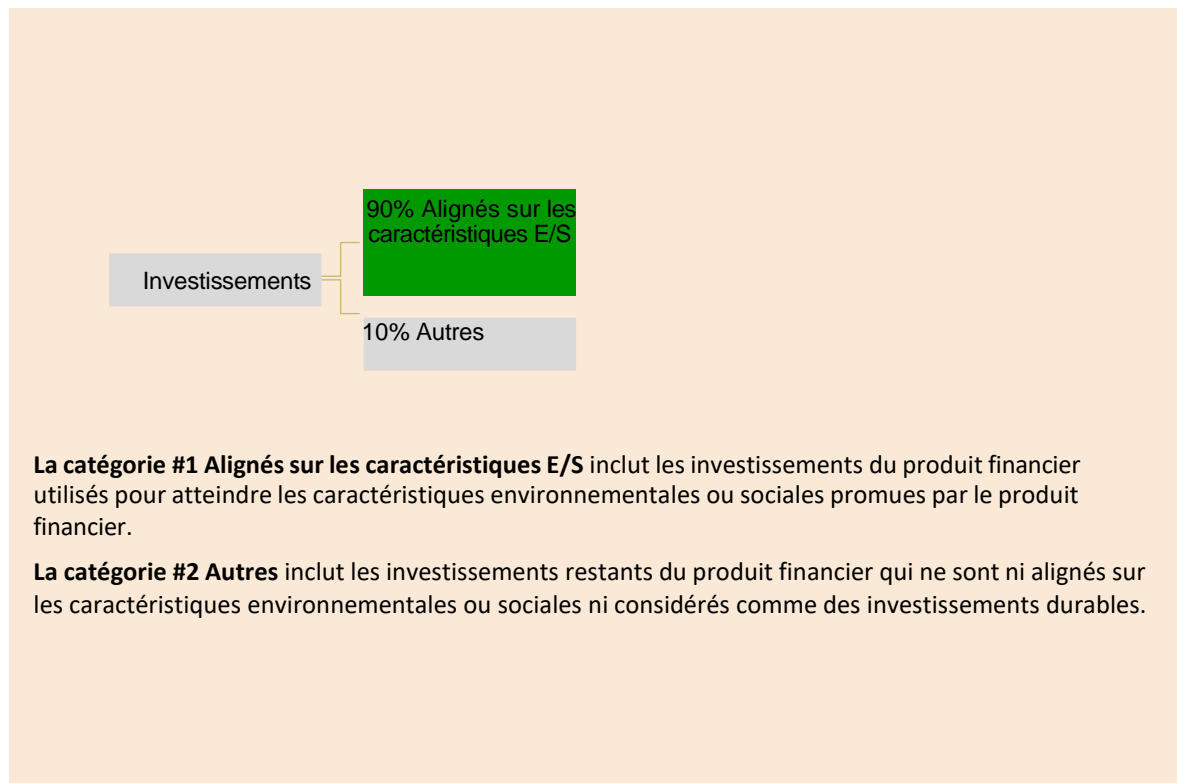 90% Alignés sur les
caractéristiques E/S
Investissements
10% Autres
La catégorie #1 Alignés sur les caractéristiques E/S inclut les investissements du produit financier
utilisés pour atteindre les caractéristiques environnementales ou sociales promues par le produit
financier.
La catégorie #2 Autres inclut les investissements restants du produit financier qui ne sont ni alignés sur
les caractéristiques environnementales ou sociales ni considérés comme des investissements durables.